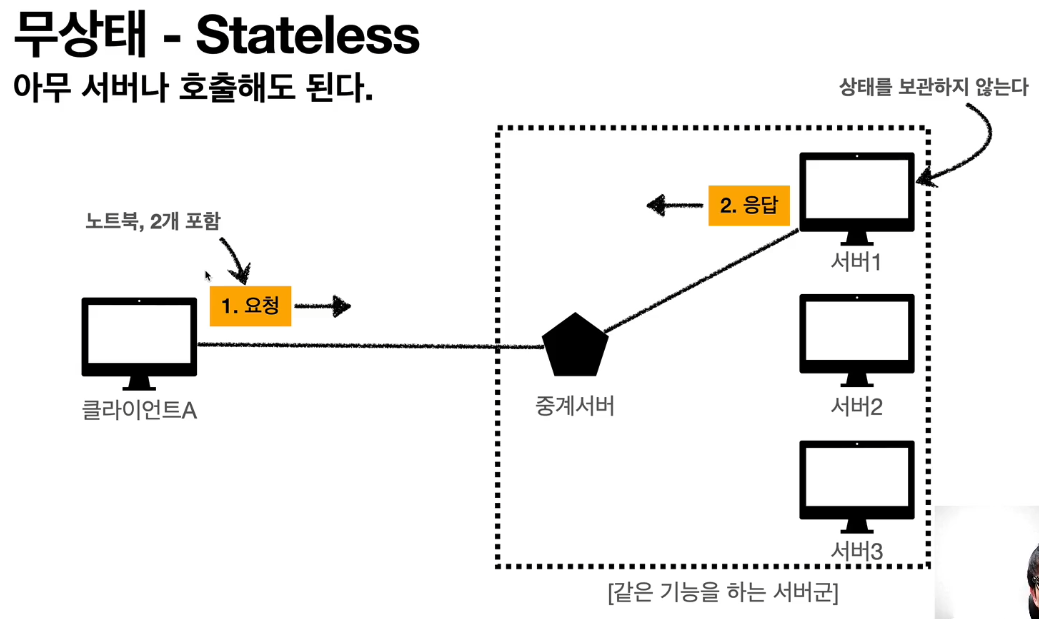 무상태 - Stateless
아무 서버나 호출해도 된다.
상태를 보관하지 않는다
2. 응답
노트북, 2개 포함
서버1
1. 요청
클라이언트A
중계서버
서버2
서버3
[같은 기능을 하는 서버군]